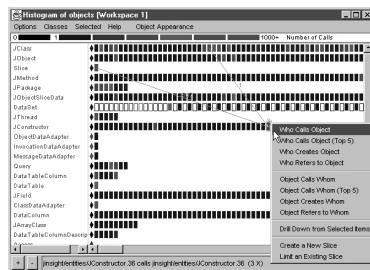 Histogram of objects [Workspace 1]
Options Classes Selected Help Object Appearance
0 1 1000+ Number of Calls
JClass
JObject
Slice
JMethod
JPackage
JObjectSliceData
DataSet
JThread
JConstructor
ObjectDataAdapter
InvocationDataAdapter
MessageDataAdapter
Query
DataTableColumn
DataTable
JField
ClassDataAdapter
DataColumn
JArrayClass
DataTableColumnDescrip
Who Calls Object
Who Calls Object (Top 5)
Who Creates Object
Who Refers to Object
Object Calls Whom
Object Calls Whom (Top 5)
Object Creates Whom
Object Refers to Whom
Drill Down from Selected Items
Create a New Slice
Limit an Existing Slice
+ - jinsight/entities/JConstructor.36 calls jinsight/entities/JConstructor.36 (3 X)